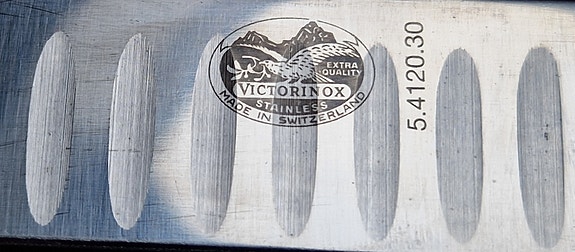 EXTRA
QUALITY
VICTORINOX
STAINLESS
MADE IN SWITZERLAND
5.4120.30